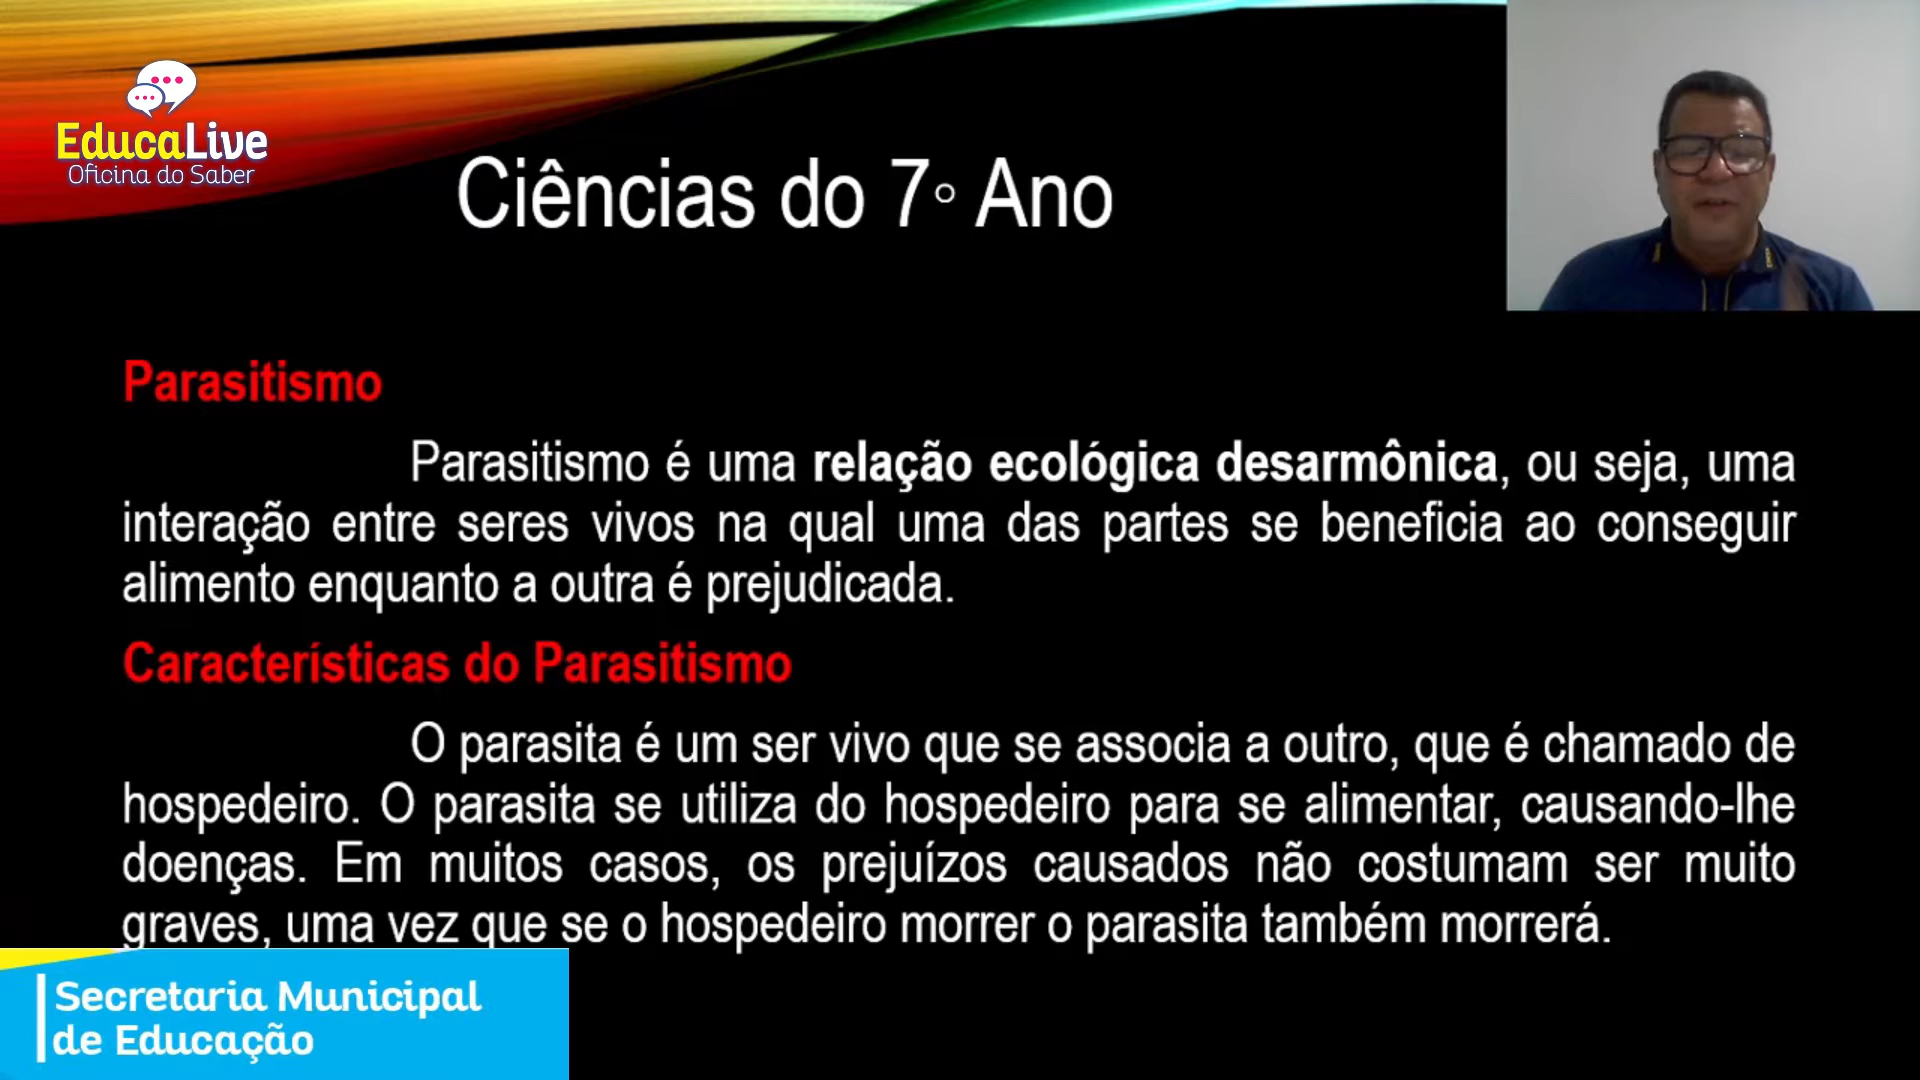 EducaLive
Oficina do Saber
Ciências do 7° Ano
Parasitismo
Parasitismo é uma relação ecológica desarmônica, ou seja, uma
interação entre seres vivos na qual uma das partes se beneficia ao conseguir
alimento enquanto a outra é prejudicada.
Características do Parasitismo
O parasita é um ser vivo que se associa a outro, que é chamado de
hospedeiro. O parasita se utiliza do hospedeiro para se alimentar, causando-lhe
doenças. Em muitos casos, os prejuízos causados não costumam ser muito
graves, uma vez que se o hospedeiro morrer o parasita também morrerá.
Secretaria Municipal
de Educação